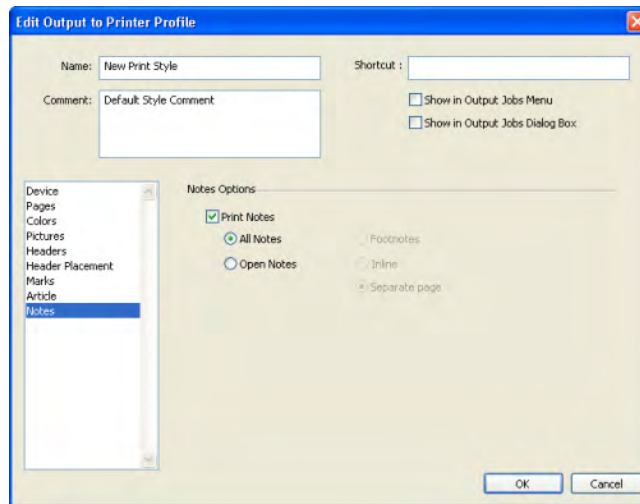 Edit Output to Printer Profile
Name: New Print Style
Shortcut :
Comment: Default Style Comment
Show in Output Jobs Menu
Show in Output Jobs Dialog Box
Device
Pages
Colors
Pictures
Headers
Header Placement
Marks
Article
Notes
Notes Options
Print Notes
All Notes
Footnotes
Open Notes
Inline
Separate page
OK
Cancel